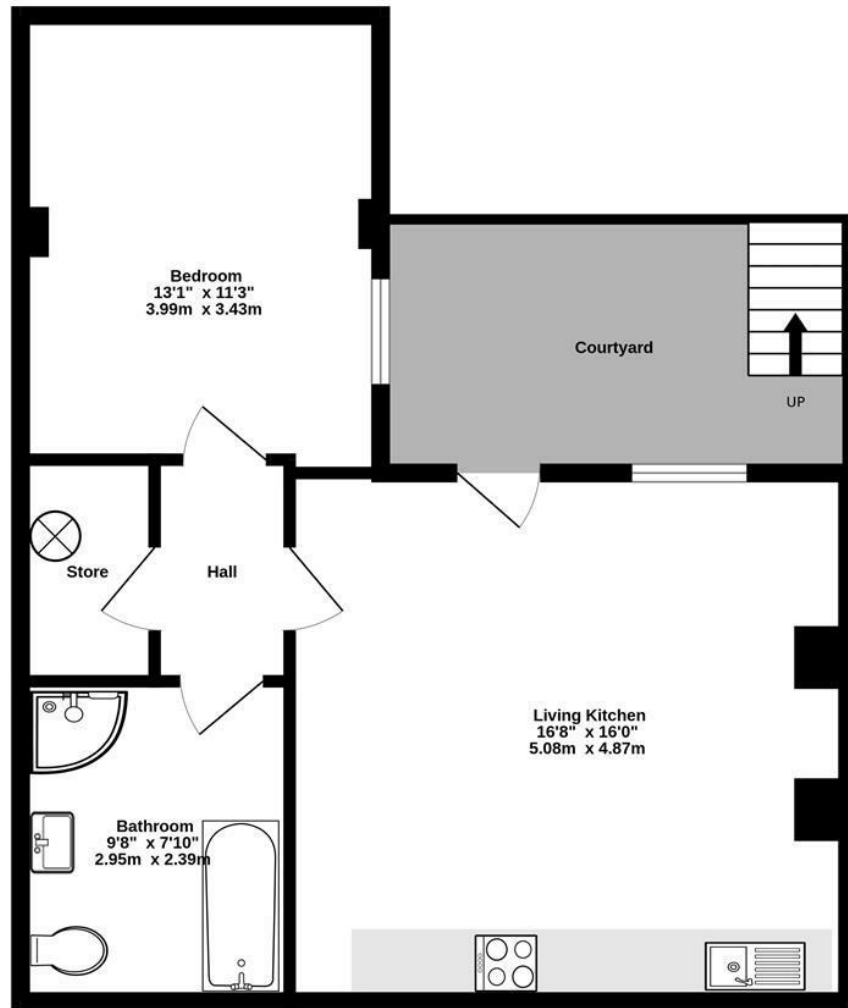 Bedroom
13'1" x 11'3"
3.99m x 3.43m
Courtyard
UP
Store
Hall
Living Kitchen
16'8" x 16'0"
5.08m x 4.87m
Bathroom
9'8" x 7'10"
2.95m x 2.39m